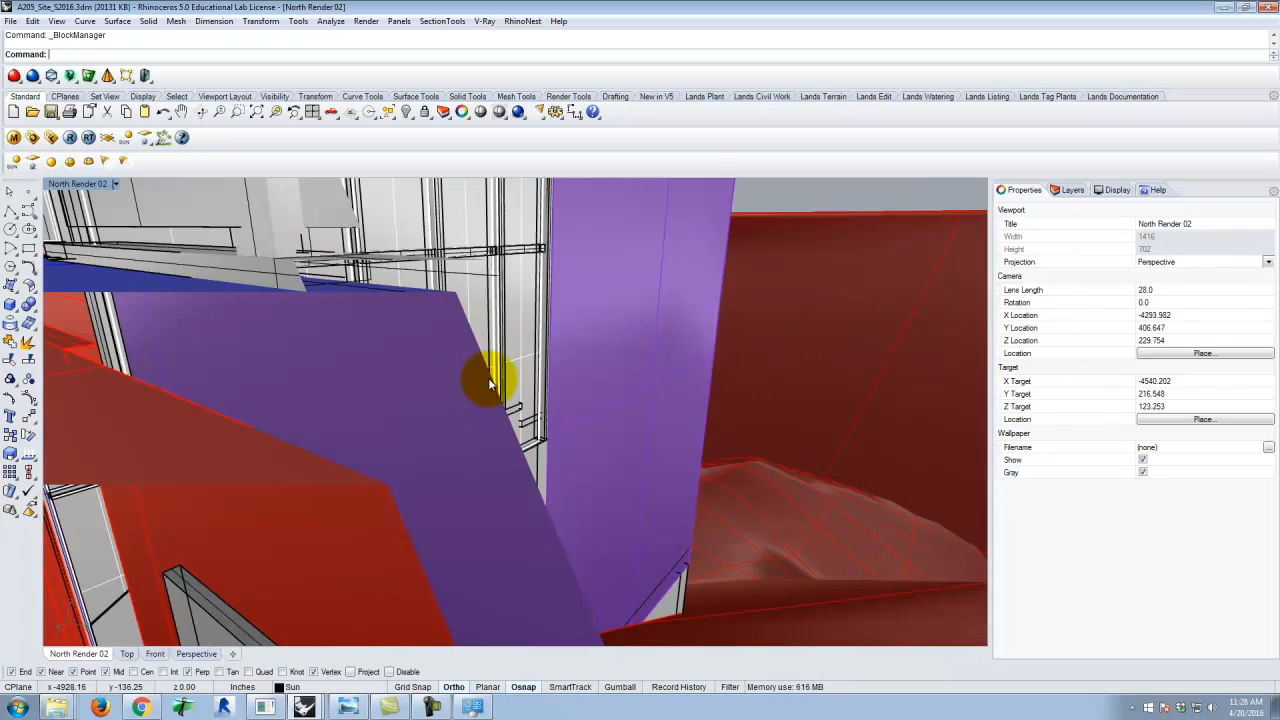 A205_Site_S2016.3dm (20131 KB) - Rhinoceros 5.0 Educational Lab License - [North Render 02]
File Edit View Curve Surface Solid Mesh Dimension Transform Tools Analyze Render Panels SectionTools V-Ray RhinoNest Help
Command: _BlockManager
Command:
Standard CPlanes Set View Display Select Viewport Layout Visibility Transform Curve Tools Surface Tools Solid Tools Mesh Tools Render Tools Drafting New in V5 Lands Plant Lands Civil Work Lands Terrain Lands Edit Lands Watering Lands Listing Lands Tag Plants Lands Documentation
North Render 02
Properties Layers Display Help
Viewport
Title North Render 02
Width 1416
Height 702
Projection Perspective
Camera
Lens Length 28.0
Rotation 0.0
X Location -4293.982
Y Location 406.647
Z Location 229.754
Location Place...
Target
X Target -4540.202
Y Target 216.548
Z Target 123.253
Location Place...
Wallpaper
Filename (none)
Show
Gray
North Render 02 Top Front Perspective
End Near Point Mid Cen Int Perp Tan Quad Knot Vertex Project Disable
CPlane x -4928.16 y -136.25 z 0.00 Inches Sun Grid Snap Ortho Planar Osnap SmartTrack Gumball Record History Filter Memory use: 616 MB
11:28 AM
4/20/2016